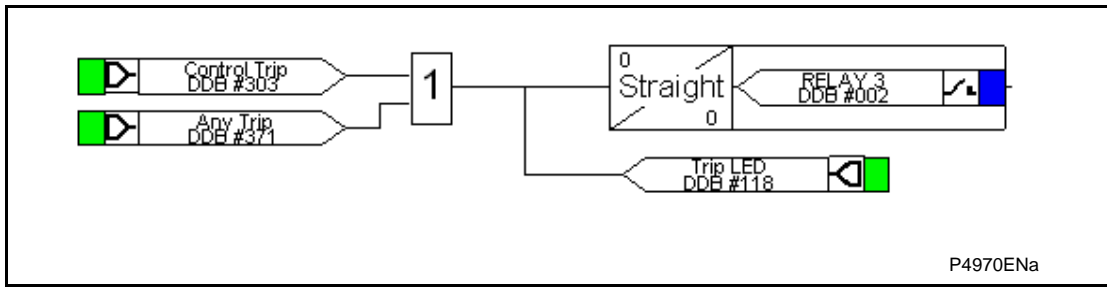 Control Trip
DDB #303
Any Trip
DDB #371
1
0
Straight
0
RELAY 3
DDB #002
Trip LED
DDB #118
P4970ENa